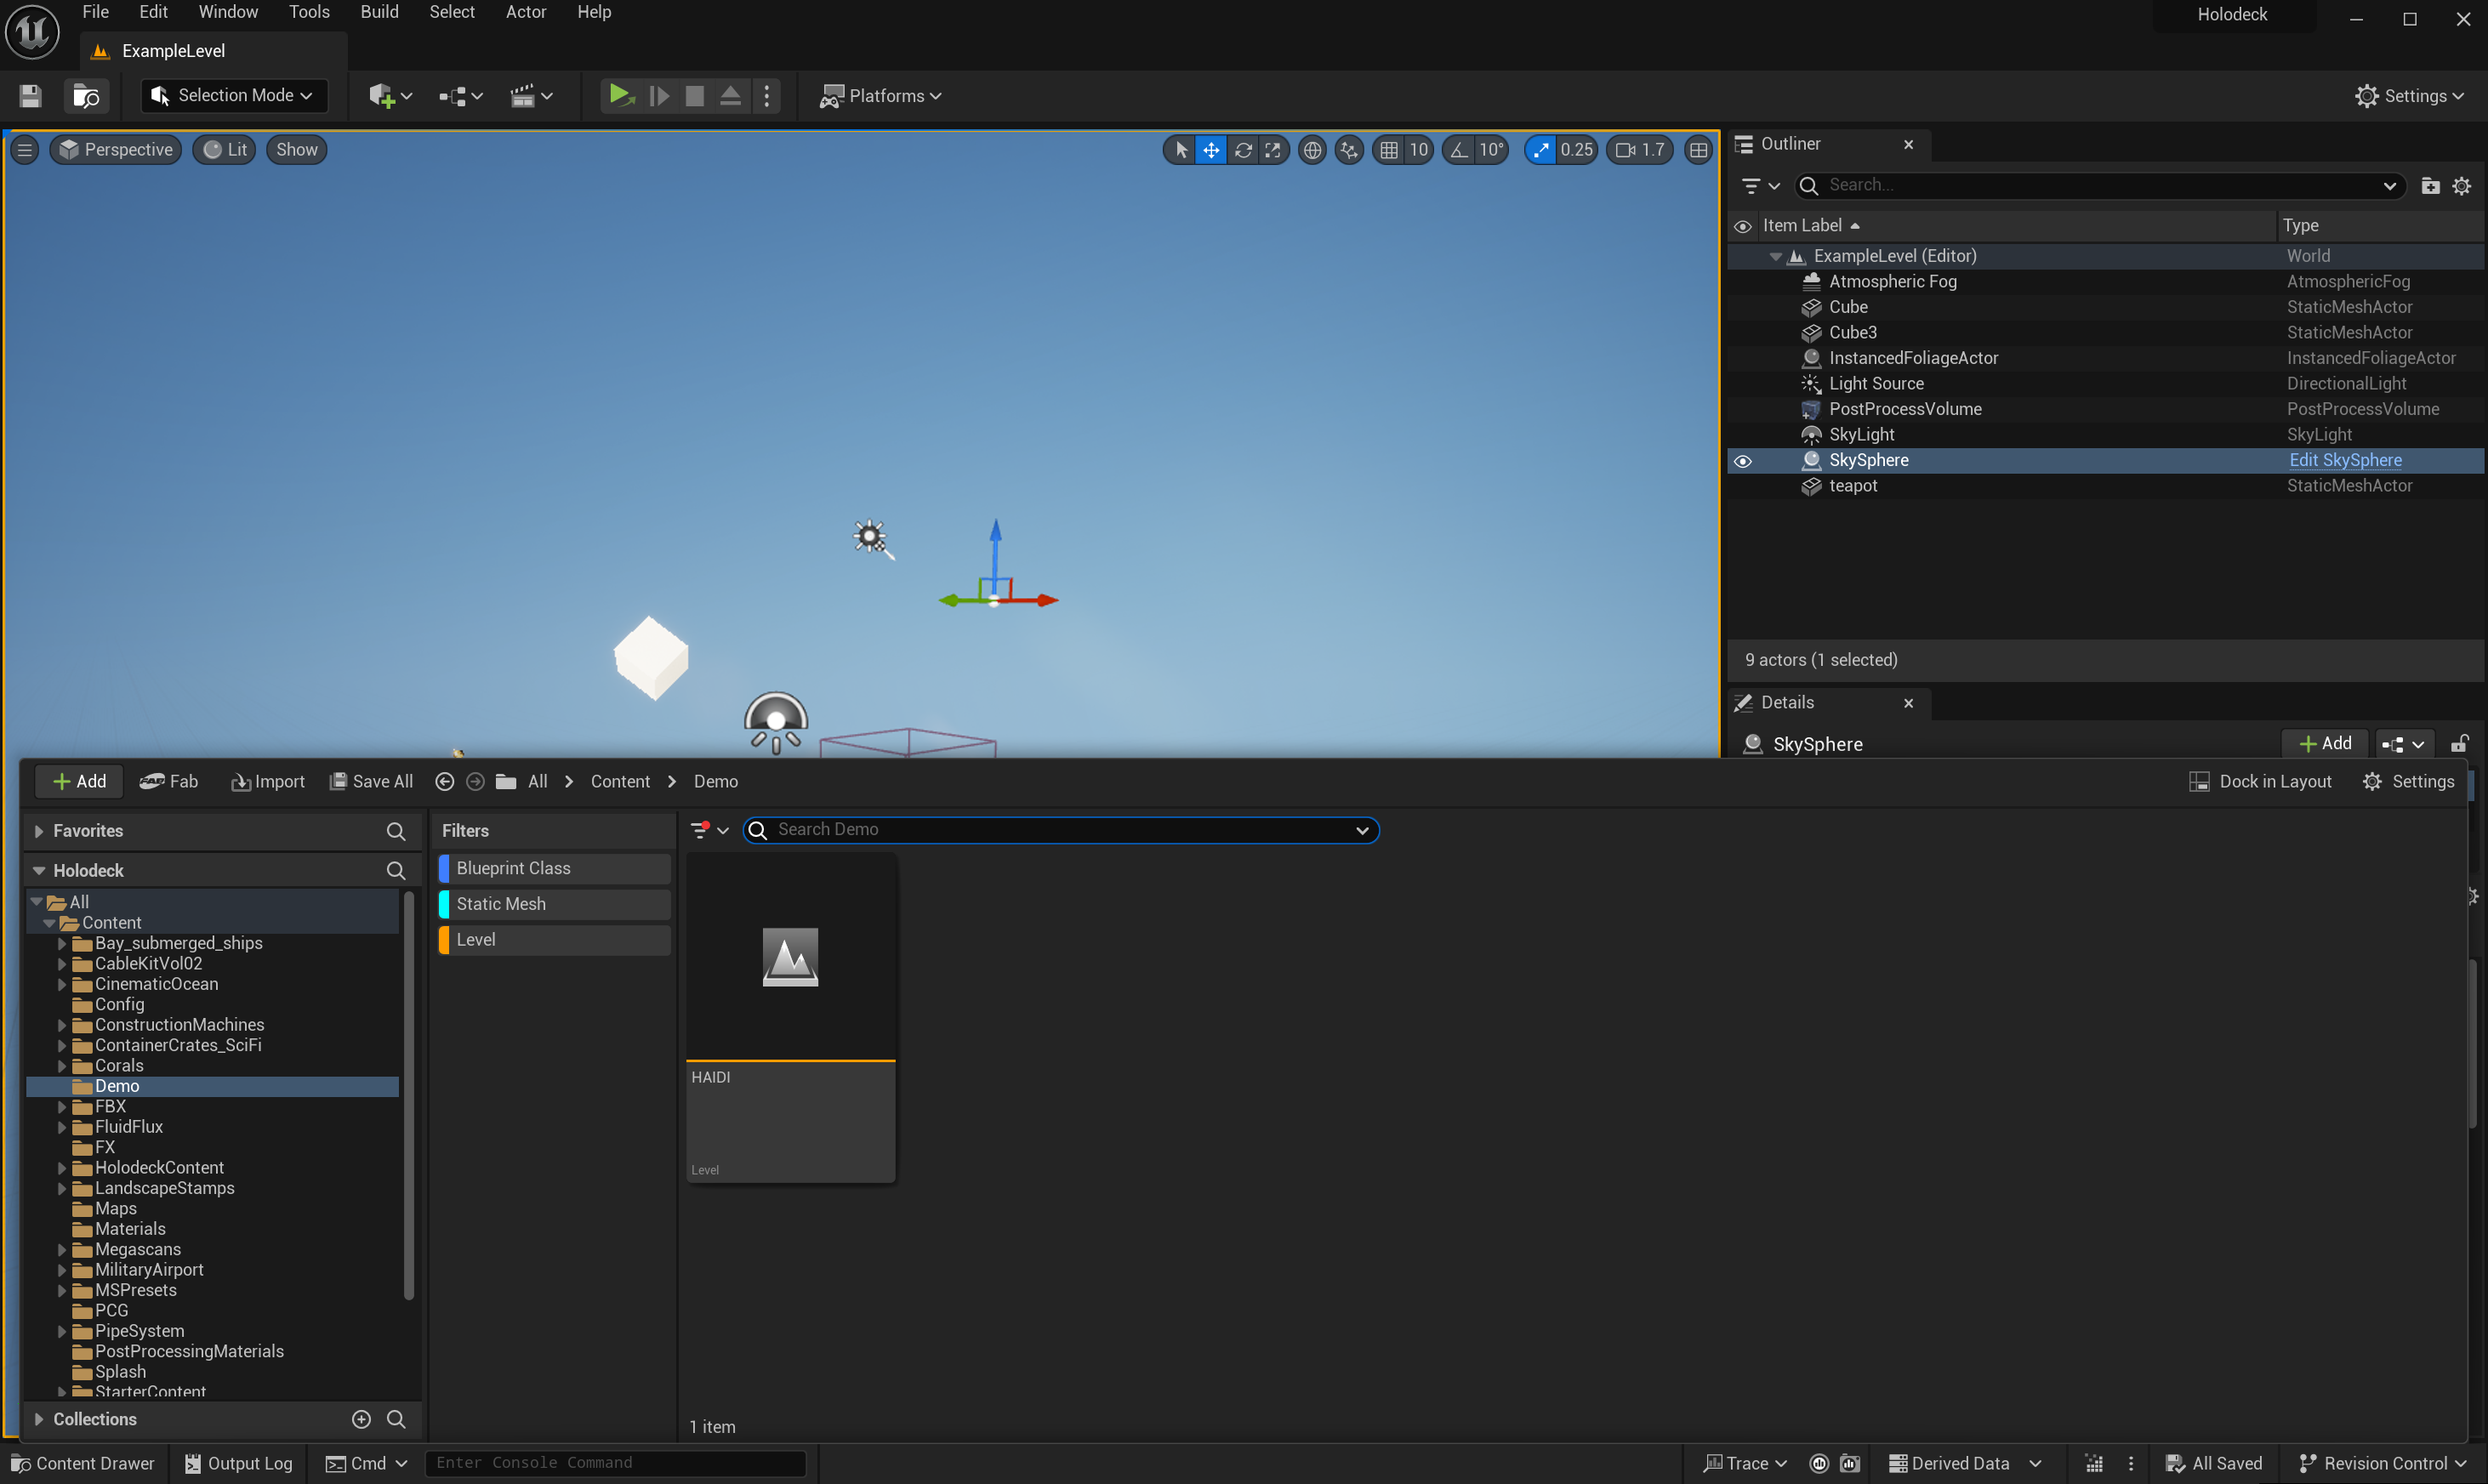 File Edit Window Tools Build Select Actor Help
Holodeck
ExampleLevel
Selection Mode
Platforms
Settings
Perspective Lit Show
10 10° 0.25 1.7
Outliner
Search...
Item Label Type
ExampleLevel (Editor) World
Atmospheric Fog AtmosphericFog
Cube StaticMeshActor
Cube3 StaticMeshActor
InstancedFoliageActor InstancedFoliageActor
Light Source DirectionalLight
PostProcessVolume PostProcessVolume
SkyLight SkyLight
SkySphere Edit SkySphere
teapot StaticMeshActor
9 actors (1 selected)
Details
SkySphere Add
Add Fab Import Save All All Content Demo Dock in Layout Settings
Favorites
Holodeck
All
Content
Bay_submerged_ships
CableKitVol02
CinematicOcean
Config
ConstructionMachines
ContainerCrates_SciFi
Corals
Demo
FBX
FluidFlux
FX
HolodeckContent
LandscapeStamps
Maps
Materials
Megascans
MilitaryAirport
MSPresets
PCG
PipeSystem
PostProcessingMaterials
Splash
StarterContent
Collections
Filters
Blueprint Class
Static Mesh
Level
Search Demo
HAIDI
Level
1 item
Content Drawer Output Log Cmd Enter Console Command Trace Derived Data All Saved Revision Control